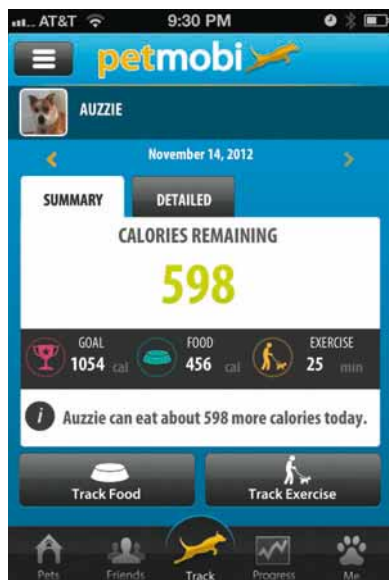 AT&T 9:30 PM
petmobi
AUZZIE
November 14, 2012
SUMMARY DETAILED
CALORIES REMAINING
598
GOAL FOOD EXERCISE
1054 cal 456 cal 25 min
i Auzzie can eat about 598 more calories today.
Track Food Track Exercise
Pets Friends Track Progress Me